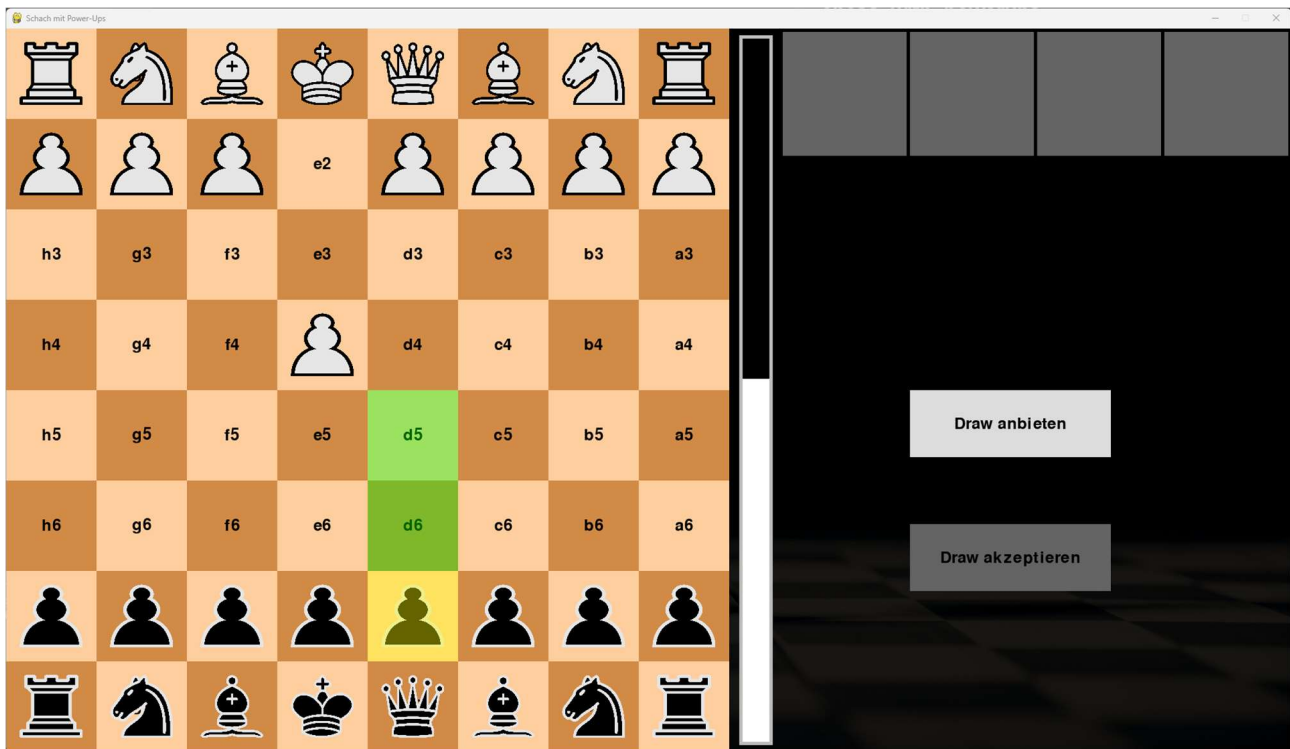 Schach mit Power-Ups
e2
h3 g3 f3 e3 d3 c3 b3 a3
h4 g4 f4 d4 c4 b4 a4
h5 g5 f5 e5 d5 c5 b5 a5
Draw anbieten
h6 g6 f6 e6 d6 c6 b6 a6
Draw akzeptieren